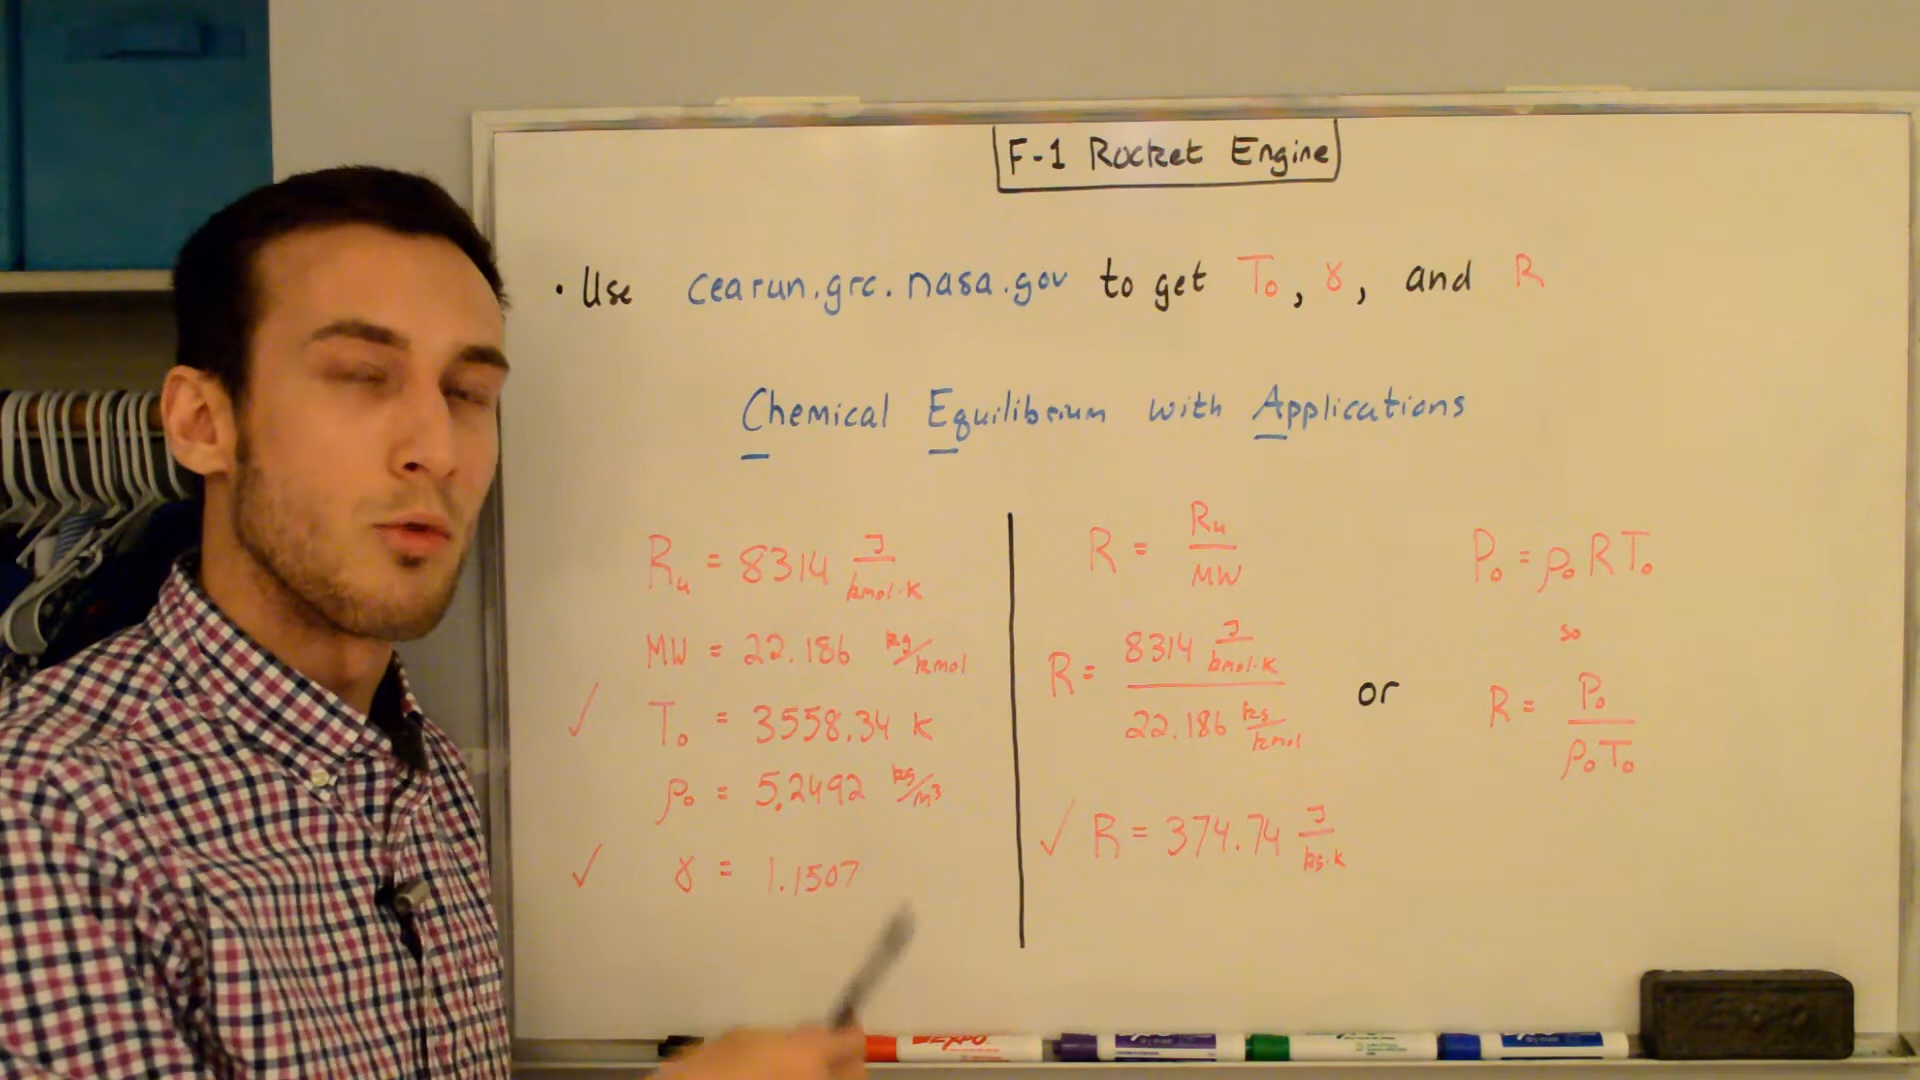 F-1 Rocket Engine
• Use cearun.grc.nasa.gov to get T₀, γ, and R
Chemical Equilibrium with Applications
Rᵤ = 8314 J/kmol·K
MW = 22.186 kg/kmol
✓ T₀ = 3558.34 K
ρ₀ = 5.2492 kg/m³
✓ γ = 1.1507
R = Rᵤ/MW
R = 8314 J/kmol·K / 22.186 kg/kmol
✓ R = 374.74 J/kg·K
or
P₀ = ρ₀RT₀
so
R = P₀/ρ₀T₀
EXPO